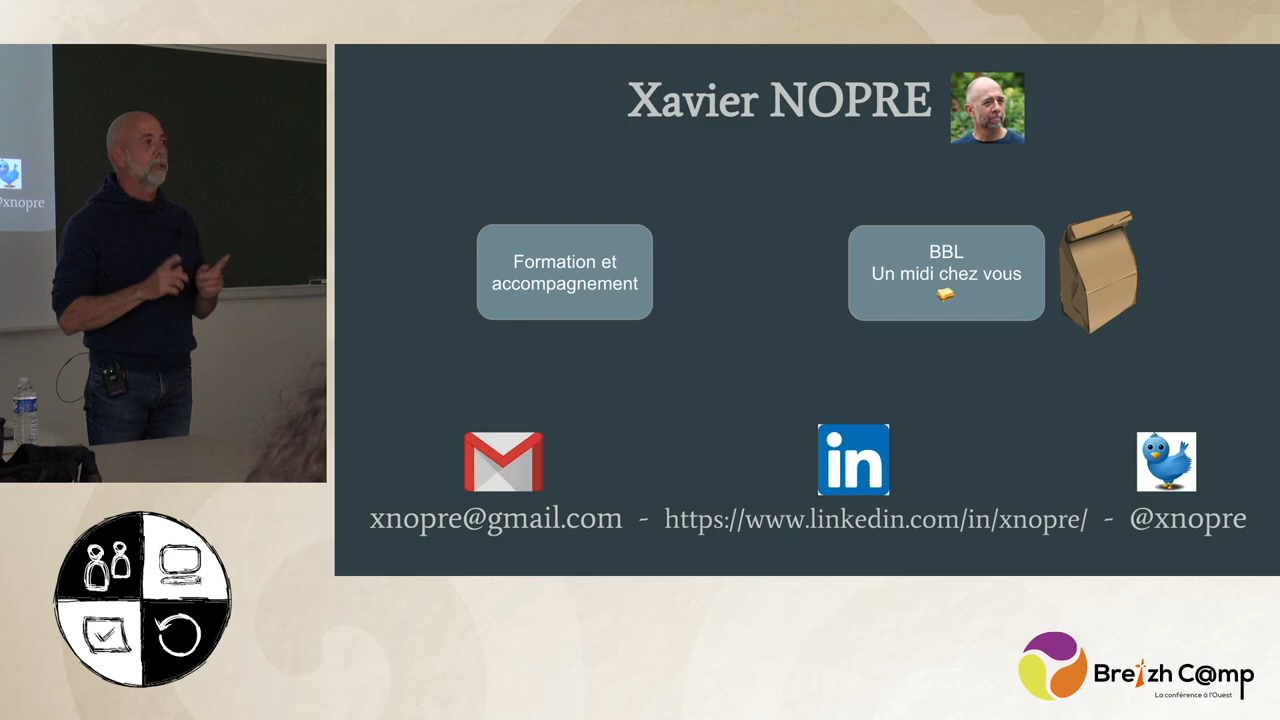 Xavier NOPRE
Formation et
accompagnement
BBL
Un midi chez vous
xnopre@gmail.com - https://www.linkedin.com/in/xnopre/ - @xnopre
@xnopre
in
Breizh C@mp
La conférence à l'Ouest